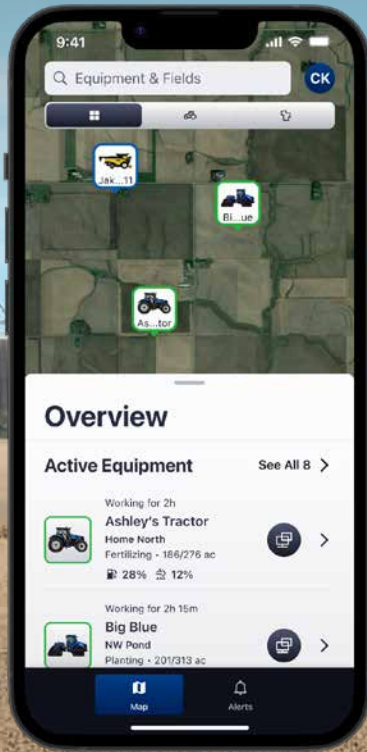 9:41
Equipment & Fields
CK
Jak...11
Bi...ue
As...tor
Overview
Active Equipment
See All 8
Working for 2h
Ashley's Tractor
Home North
Fertilizing • 186/276 ac
28% 12%
Working for 2h 15m
Big Blue
NW Pond
Planting • 201/313 ac
Map
Alerts